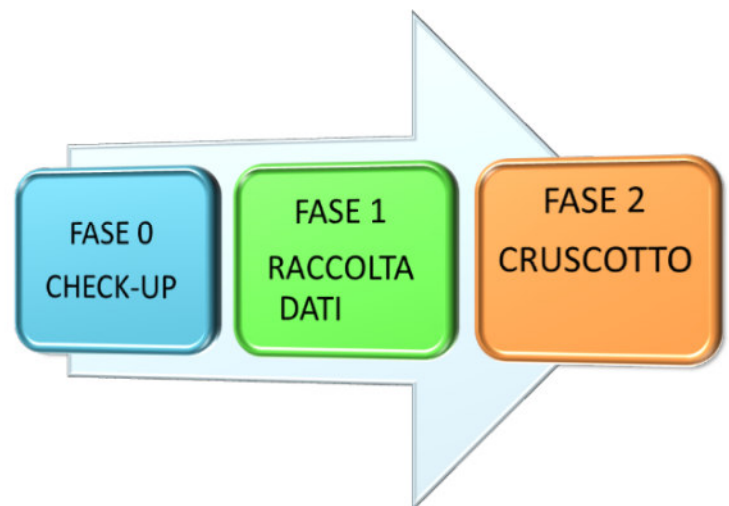 FASE 0
CHECK-UP
FASE 1
RACCOLTA
DATI
FASE 2
CRUSCOTTO